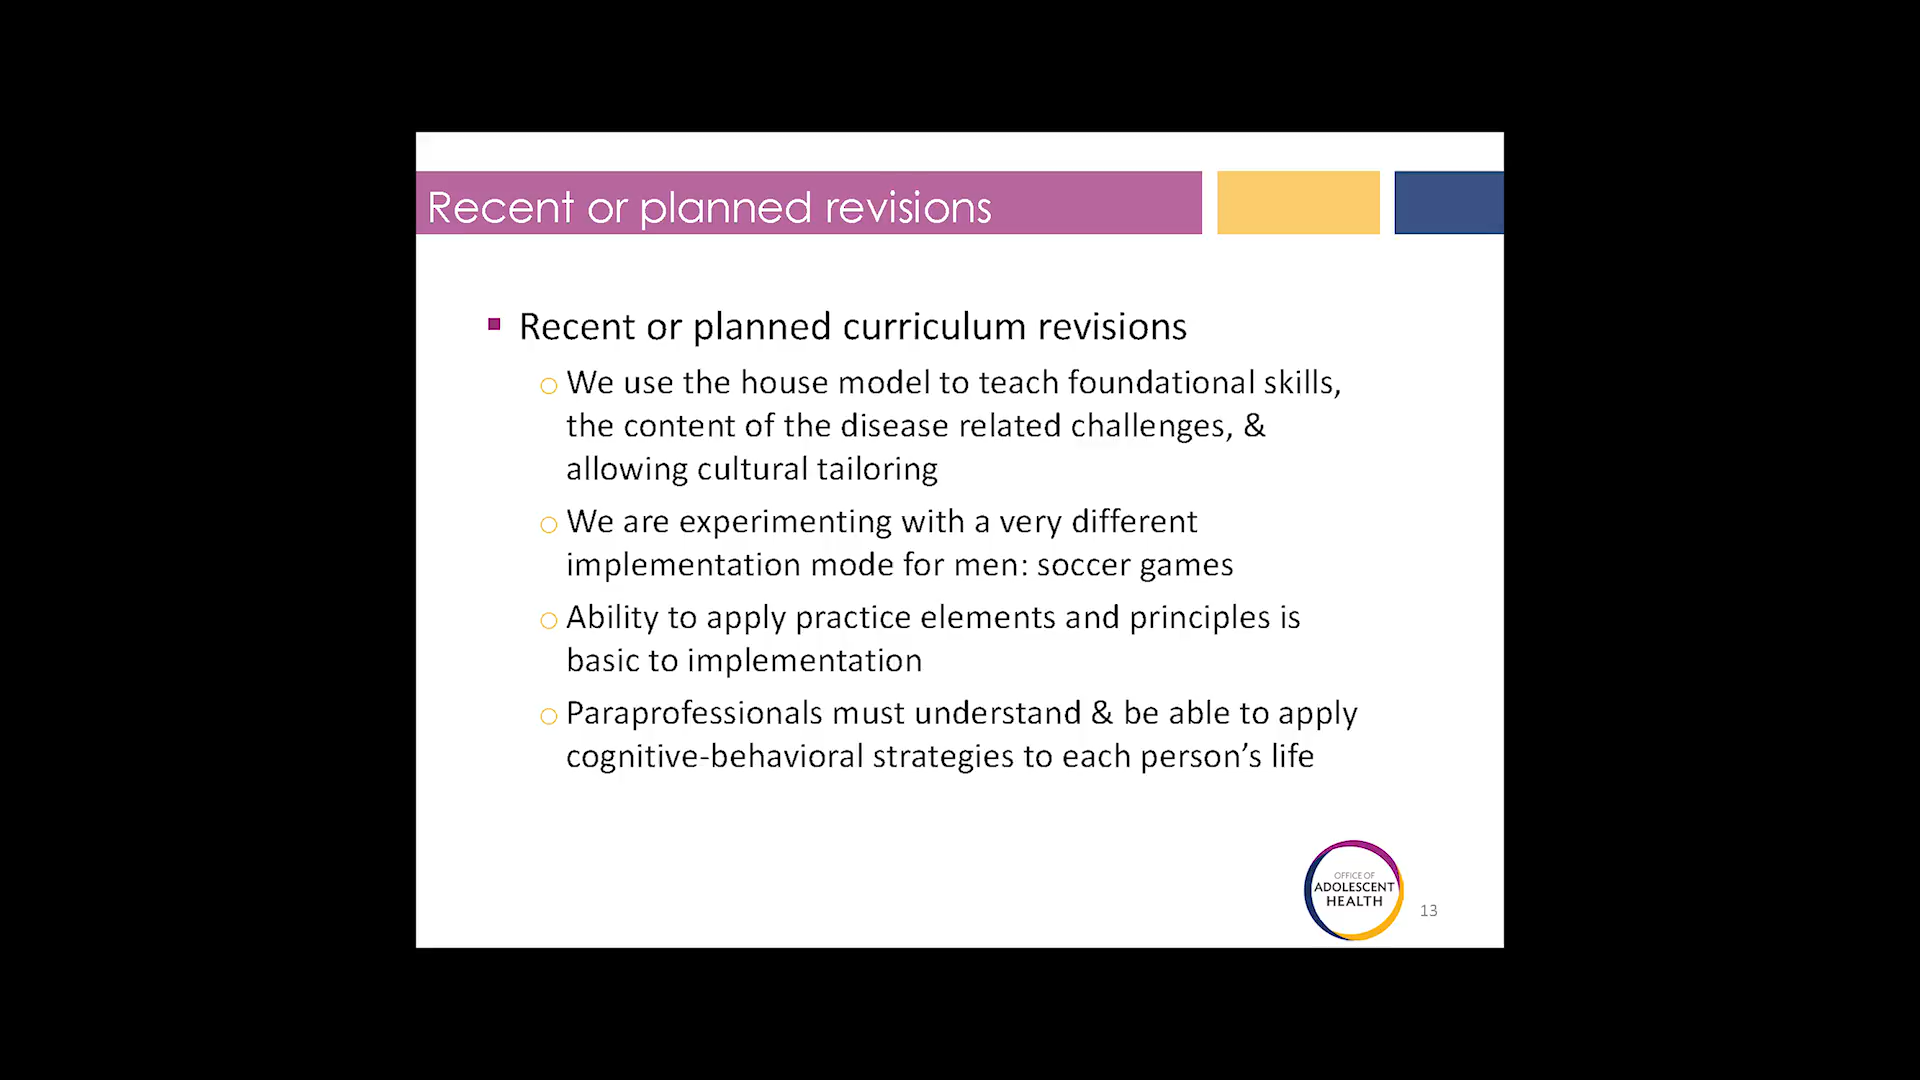 Recent or planned revisions
▪ Recent or planned curriculum revisions
○ We use the house model to teach foundational skills,
the content of the disease related challenges, &
allowing cultural tailoring
○ We are experimenting with a very different
implementation mode for men: soccer games
○ Ability to apply practice elements and principles is
basic to implementation
○ Paraprofessionals must understand & be able to apply
cognitive-behavioral strategies to each person’s life
OFFICE OF
ADOLESCENT
HEALTH
13